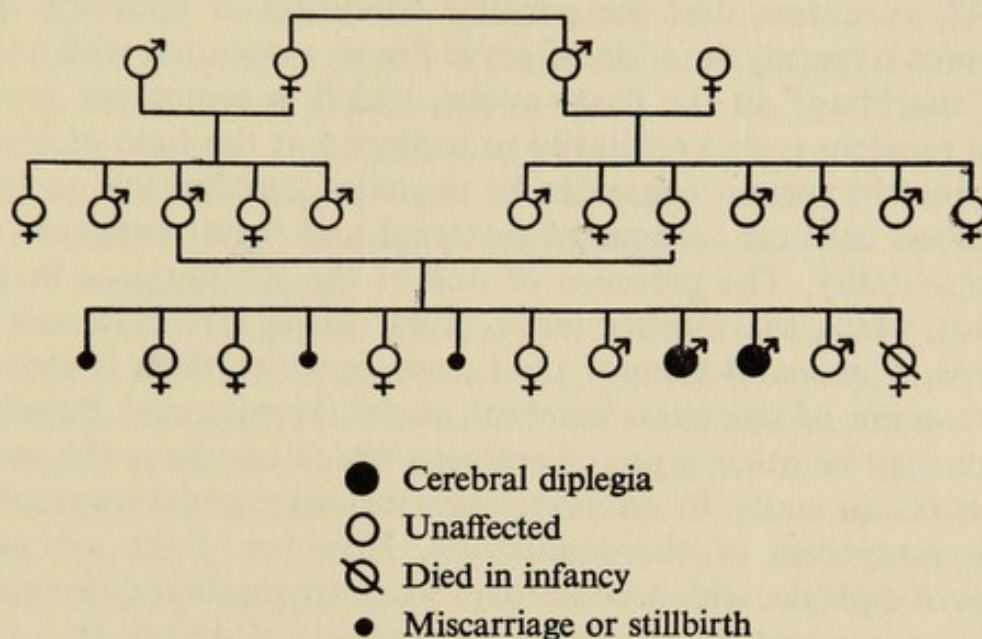 Cerebral diplegia
Unaffected
Died in infancy
Miscarriage or stillbirth